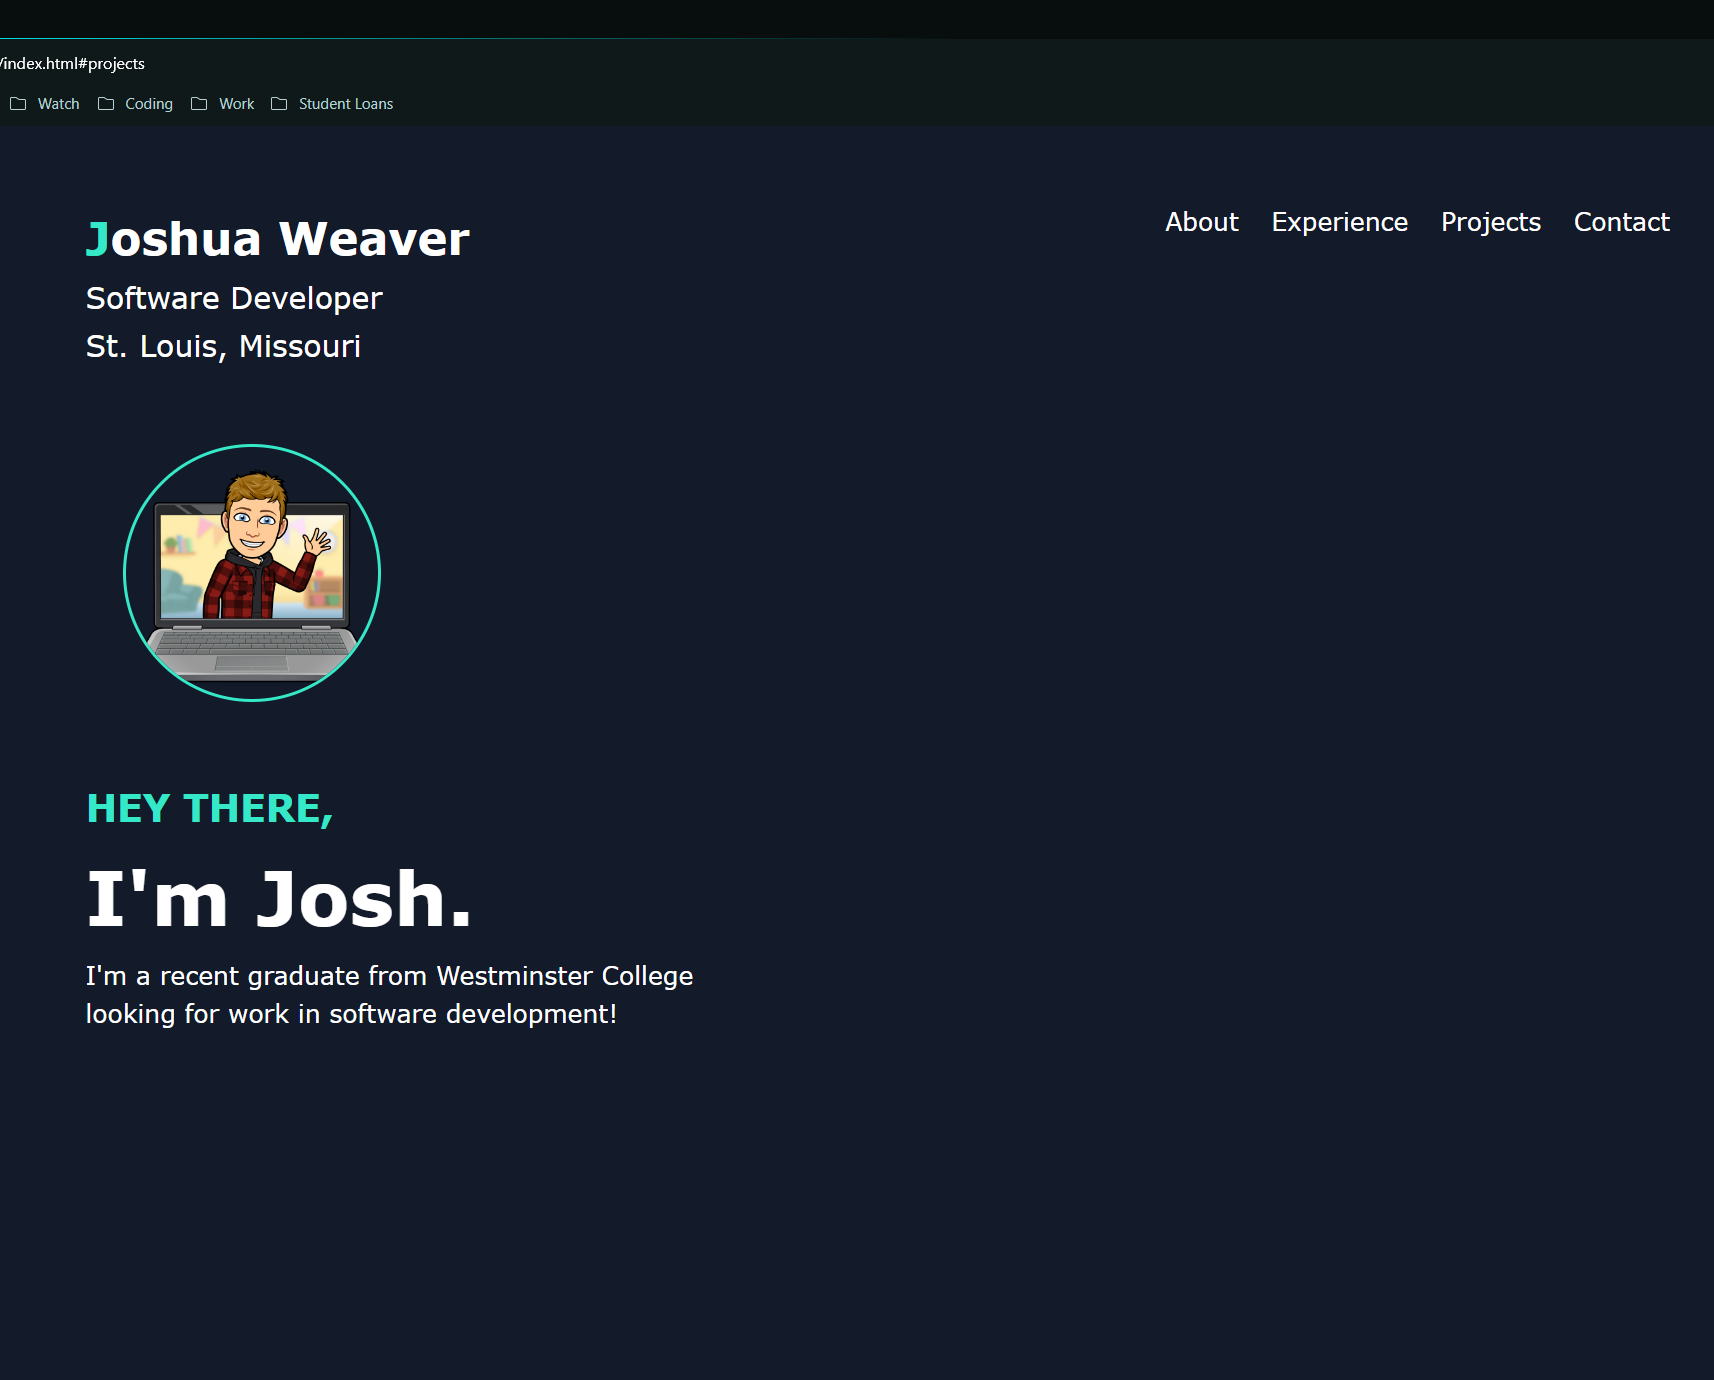 /index.html#projects
Watch Coding Work Student Loans
Joshua Weaver
About Experience Projects Contact
Software Developer
St. Louis, Missouri
HEY THERE,
I'm Josh.
I'm a recent graduate from Westminster College
looking for work in software development!